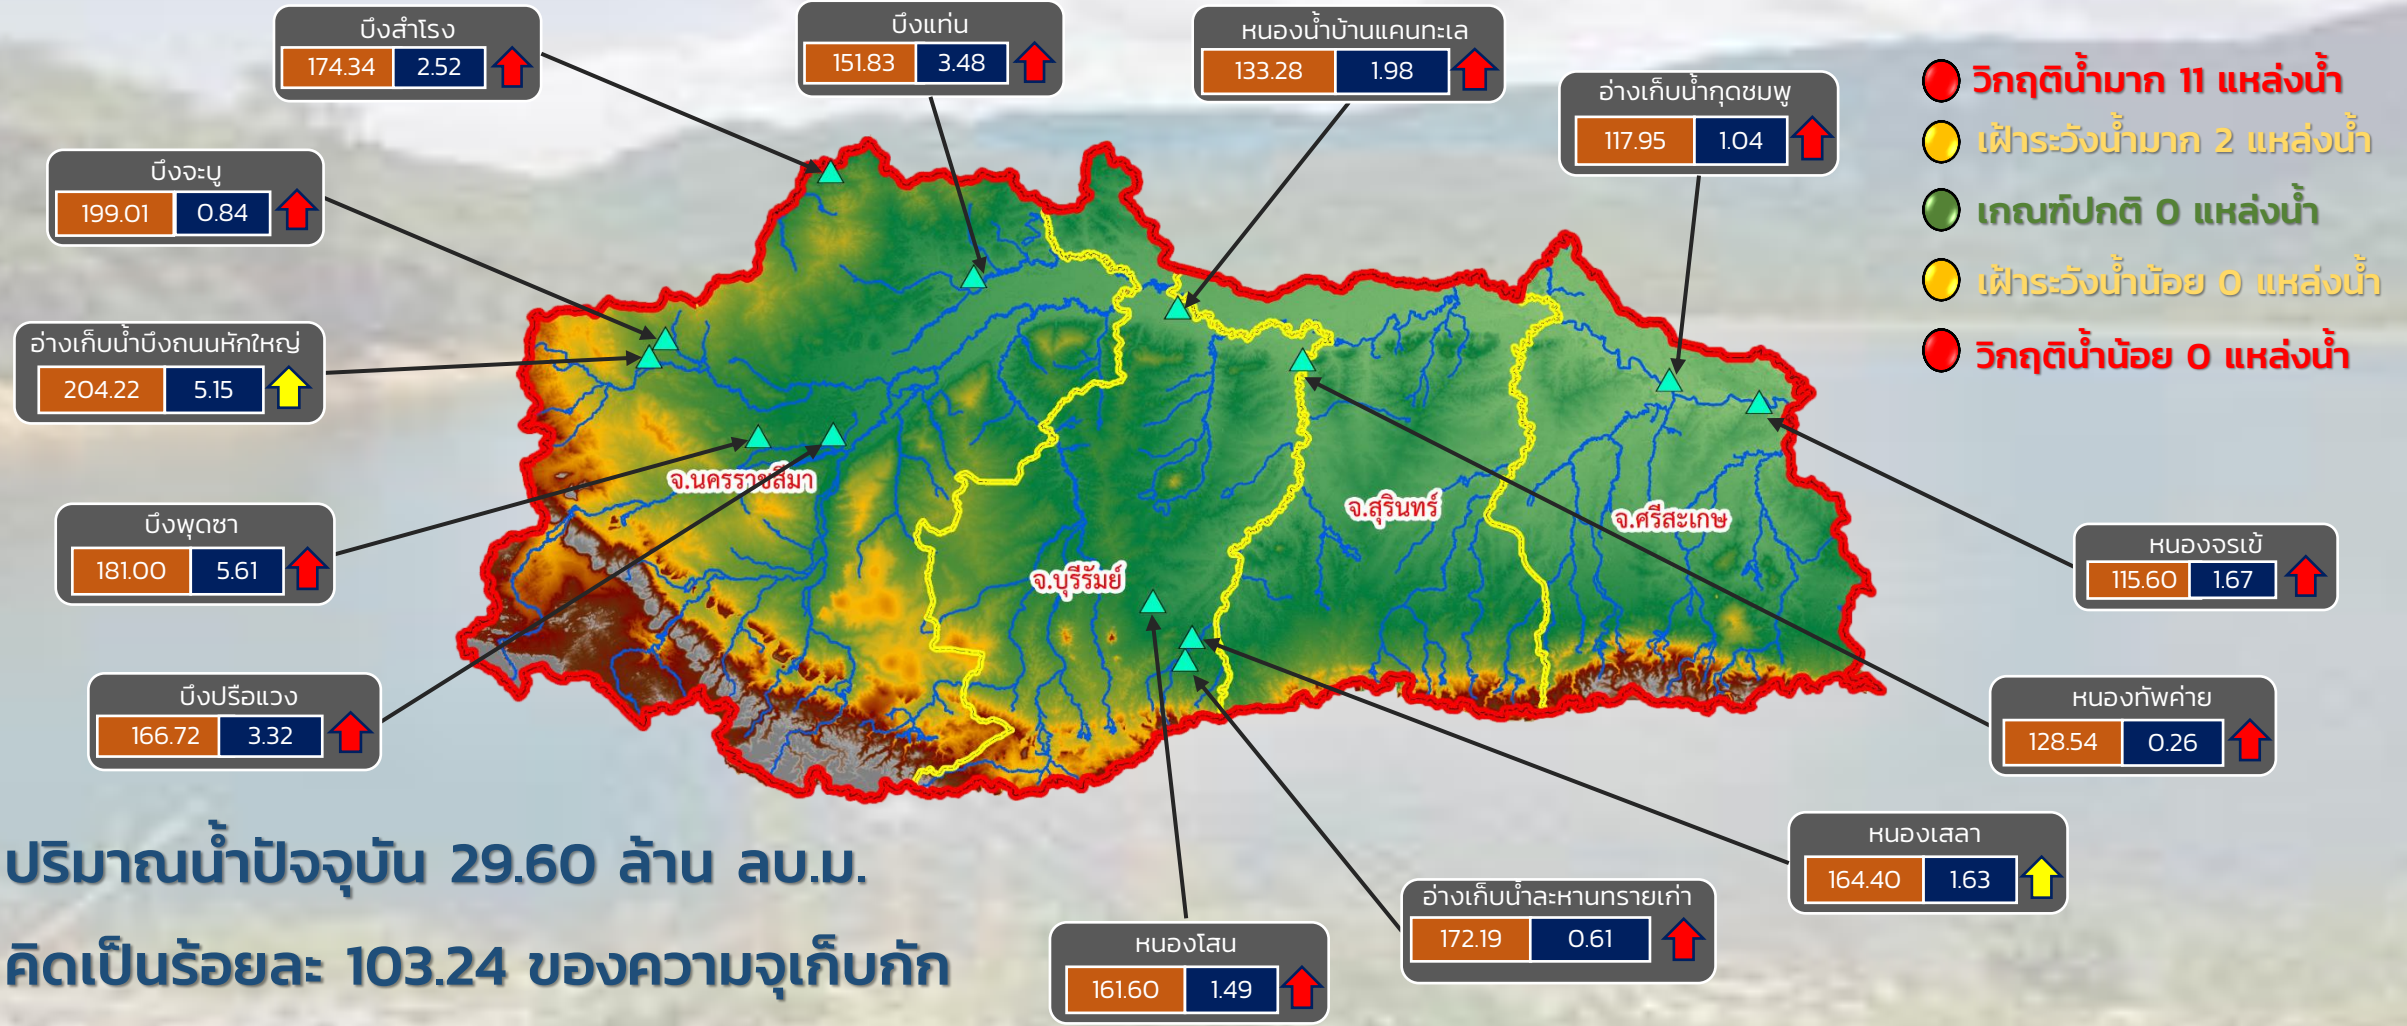 บึงสำโรง
174.34 2.52
บึงแท่น
151.83 3.48
หนองน้ำบ้านแคนทะเล
133.28 1.98
อ่างเก็บน้ำกุดชมพู
117.95 1.04
วิกฤติน้ำมาก 11 แหล่งน้ำ
เฝ้าระวังน้ำมาก 2 แหล่งน้ำ
เกณฑ์ปกติ 0 แหล่งน้ำ
เฝ้าระวังน้ำน้อย 0 แหล่งน้ำ
วิกฤติน้ำน้อย 0 แหล่งน้ำ
บึงจะบู
199.01 0.84
อ่างเก็บน้ำบึงถนนหักใหญ่
204.22 5.15
บึงพุดซา
181.00 5.61
บึงปรือแวง
166.72 3.32
จ.นครราชสีมา
จ.บุรีรัมย์
จ.สุรินทร์
จ.ศรีสะเกษ
หนองจรเข้
115.60 1.67
หนองทัพค่าย
128.54 0.26
หนองเสลา
164.40 1.63
อ่างเก็บน้ำละหานทรายเก่า
172.19 0.61
หนองโสน
161.60 1.49
ปริมาณน้ำปัจจุบัน 29.60 ล้าน ลบ.ม.
คิดเป็นร้อยละ 103.24 ของความจุเก็บกัก